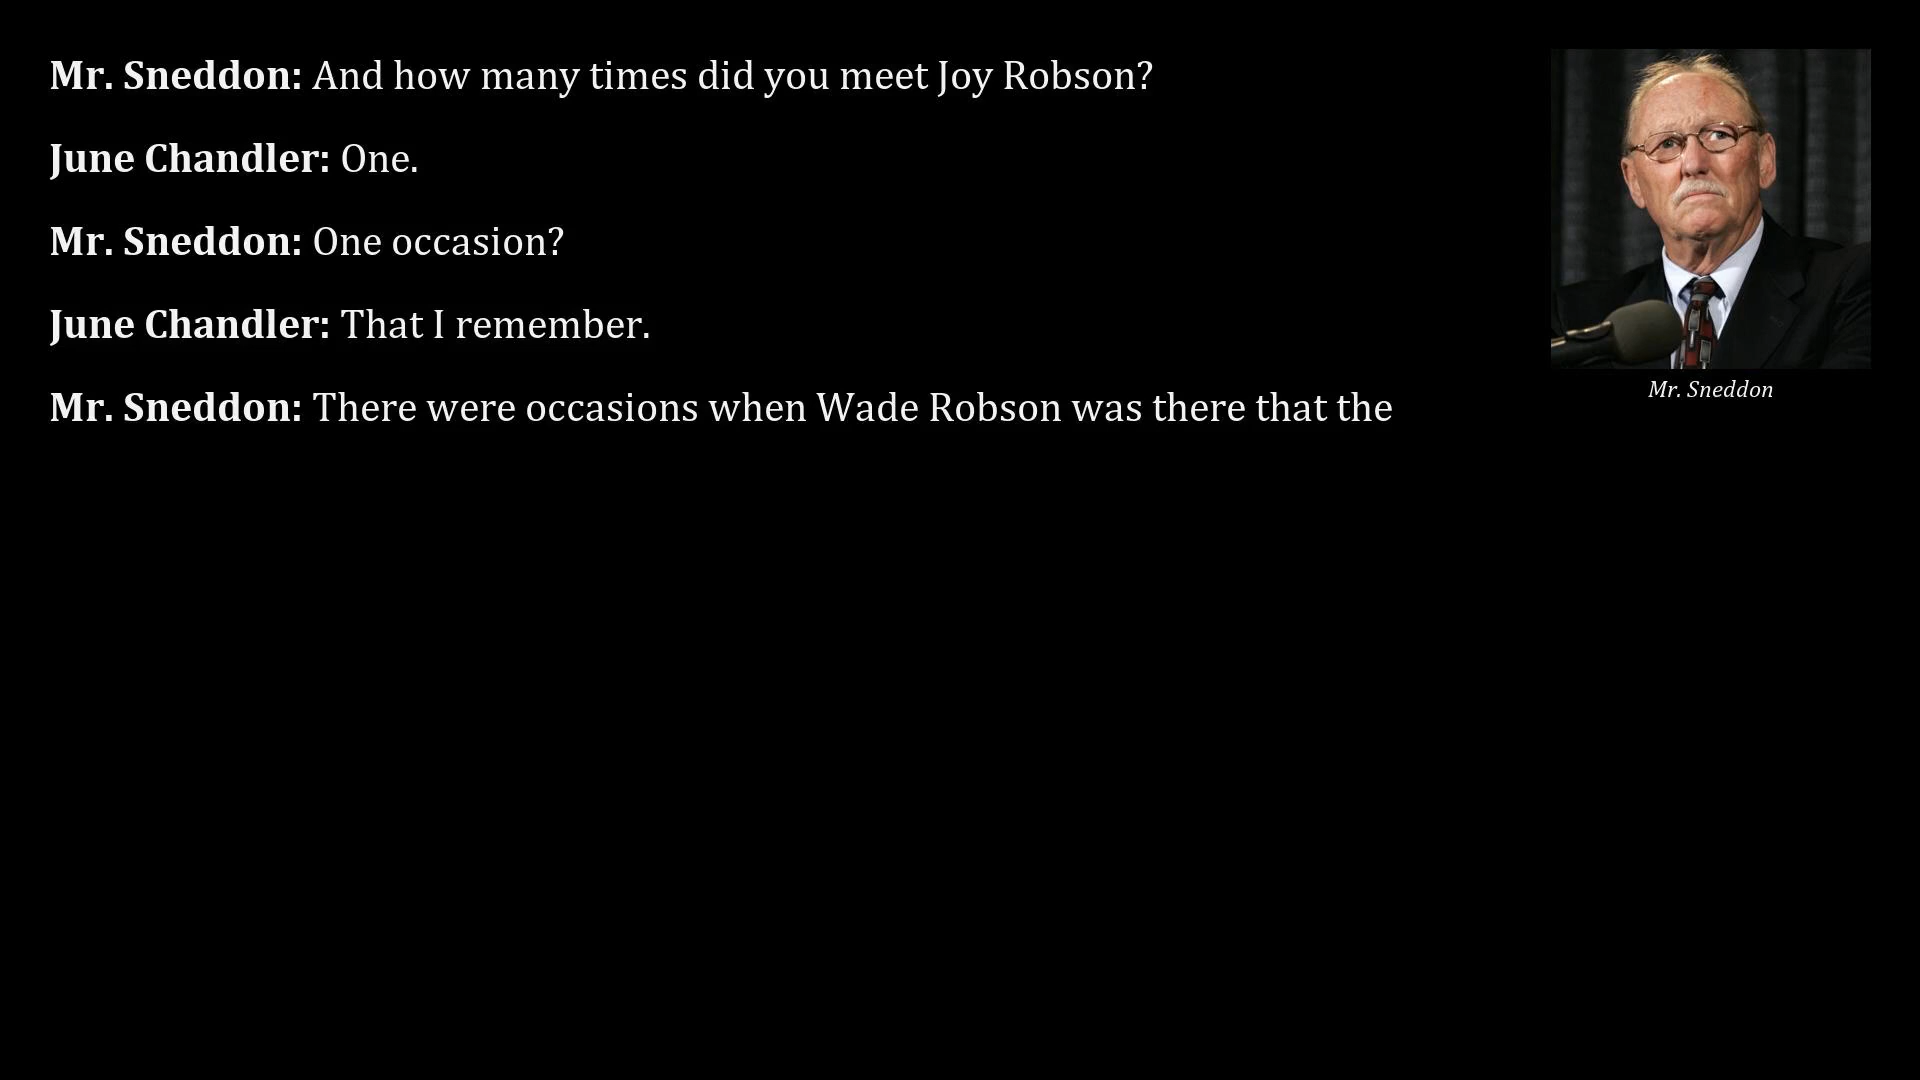 Mr. Sneddon: And how many times did you meet Joy Robson?
June Chandler: One.
Mr. Sneddon: One occasion?
June Chandler: That I remember.
Mr. Sneddon: There were occasions when Wade Robson was there that the
Mr. Sneddon